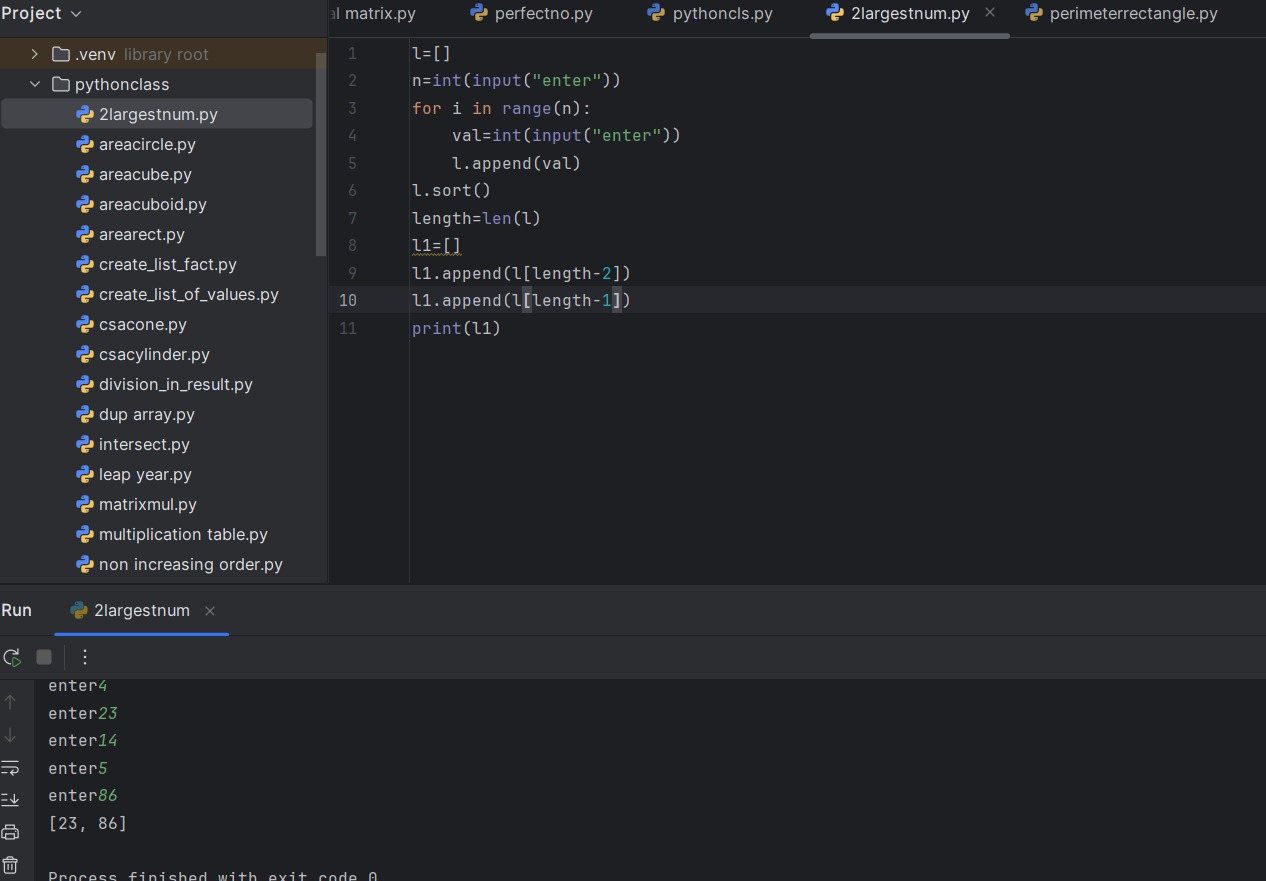 Project
al matrix.py perfectno.py pythoncls.py 2largestnum.py perimeterrectangle.py
.venv library root
pythonclass
2largestnum.py
areacircle.py
areacube.py
areacuboid.py
arearect.py
create_list_fact.py
create_list_of_values.py
csacone.py
csacylinder.py
division_in_result.py
dup array.py
intersect.py
leap year.py
matrixmul.py
multiplication table.py
non increasing order.py
1 l=[]
2 n=int(input("enter"))
3 for i in range(n):
4     val=int(input("enter"))
5     l.append(val)
6 l.sort()
7 length=len(l)
8 l1=[]
9 l1.append(l[length-2])
10 l1.append(l[length-1])
11 print(l1)
Run 2largestnum
enter4
enter23
enter14
enter5
enter86
[23, 86]
Process finished with exit code 0